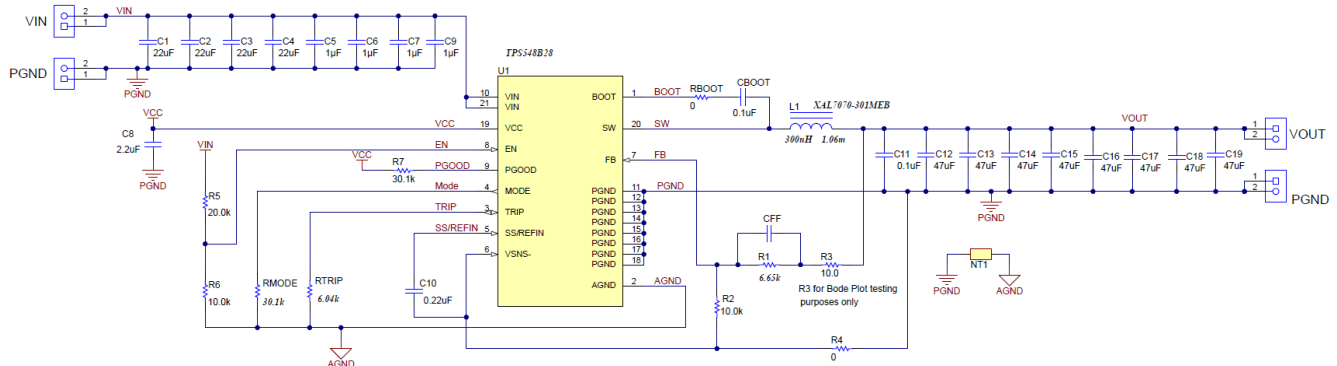 VIN
2
1
VIN
PGND
2
1
PGND
C1
22uF
C2
22uF
C3
22uF
C4
22uF
C5
1µF
C6
1µF
C7
1µF
C9
1µF
TPS548B28
U1
10
VIN
21
VIN
VCC
19
VCC
EN
8
EN
PGOOD
9
PGOOD
Mode
4
MODE
TRIP
3
TRIP
SS/REFIN
5
SS/REFIN
6
VSNS-
BOOT
1
BOOT
SW
20
SW
FB
7
FB
PGND
11
PGND
PGND
12
PGND
13
PGND
14
PGND
15
PGND
16
PGND
17
PGND
18
AGND
2
AGND
VCC
C8
2.2uF
PGND
VIN
R5
20.0k
R6
10.0k
RMODE
30.1k
RTRIP
6.04k
VCC
R7
30.1k
C10
0.22uF
AGND
RBOOT
0
CBOOT
0.1uF
L1
XAL7070-301MEB
300nH 1.06m
VOUT
C11
0.1uF
C12
47uF
C13
47uF
C14
47uF
C15
47uF
C16
47uF
C17
47uF
C18
47uF
C19
47uF
PGND
1
2
VOUT
1
2
PGND
CFF
R1
6.65k
R3
10.0
R3 for Bode Plot testing
purposes only
R2
10.0k
R4
0
NT1
PGND
AGND